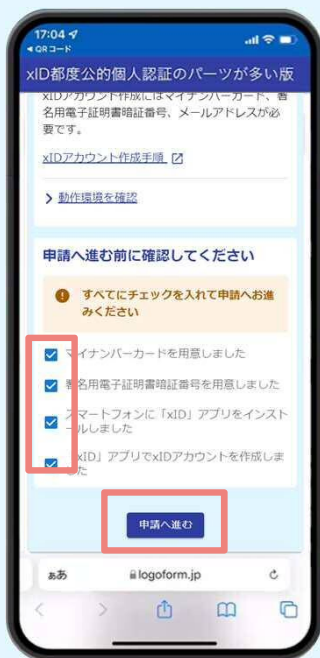 17:04
QRコード
xID都度公的個人認証のパーツが多い版
xIDアカウント作成にはマイナンバーカード、署
名用電子証明書暗証番号、メールアドレスが必
要です。
xIDアカウント作成手順
動作環境を確認
申請へ進む前に確認してください
すべてにチェックを入れて申請へお進
みください
マイナンバーカードを用意しました
署名用電子証明書暗証番号を用意しました
スマートフォンに「xID」アプリをインスト
ールしました
「xID」アプリでxIDアカウントを作成しま
した
申請へ進む
ぁあ
logoform.jp